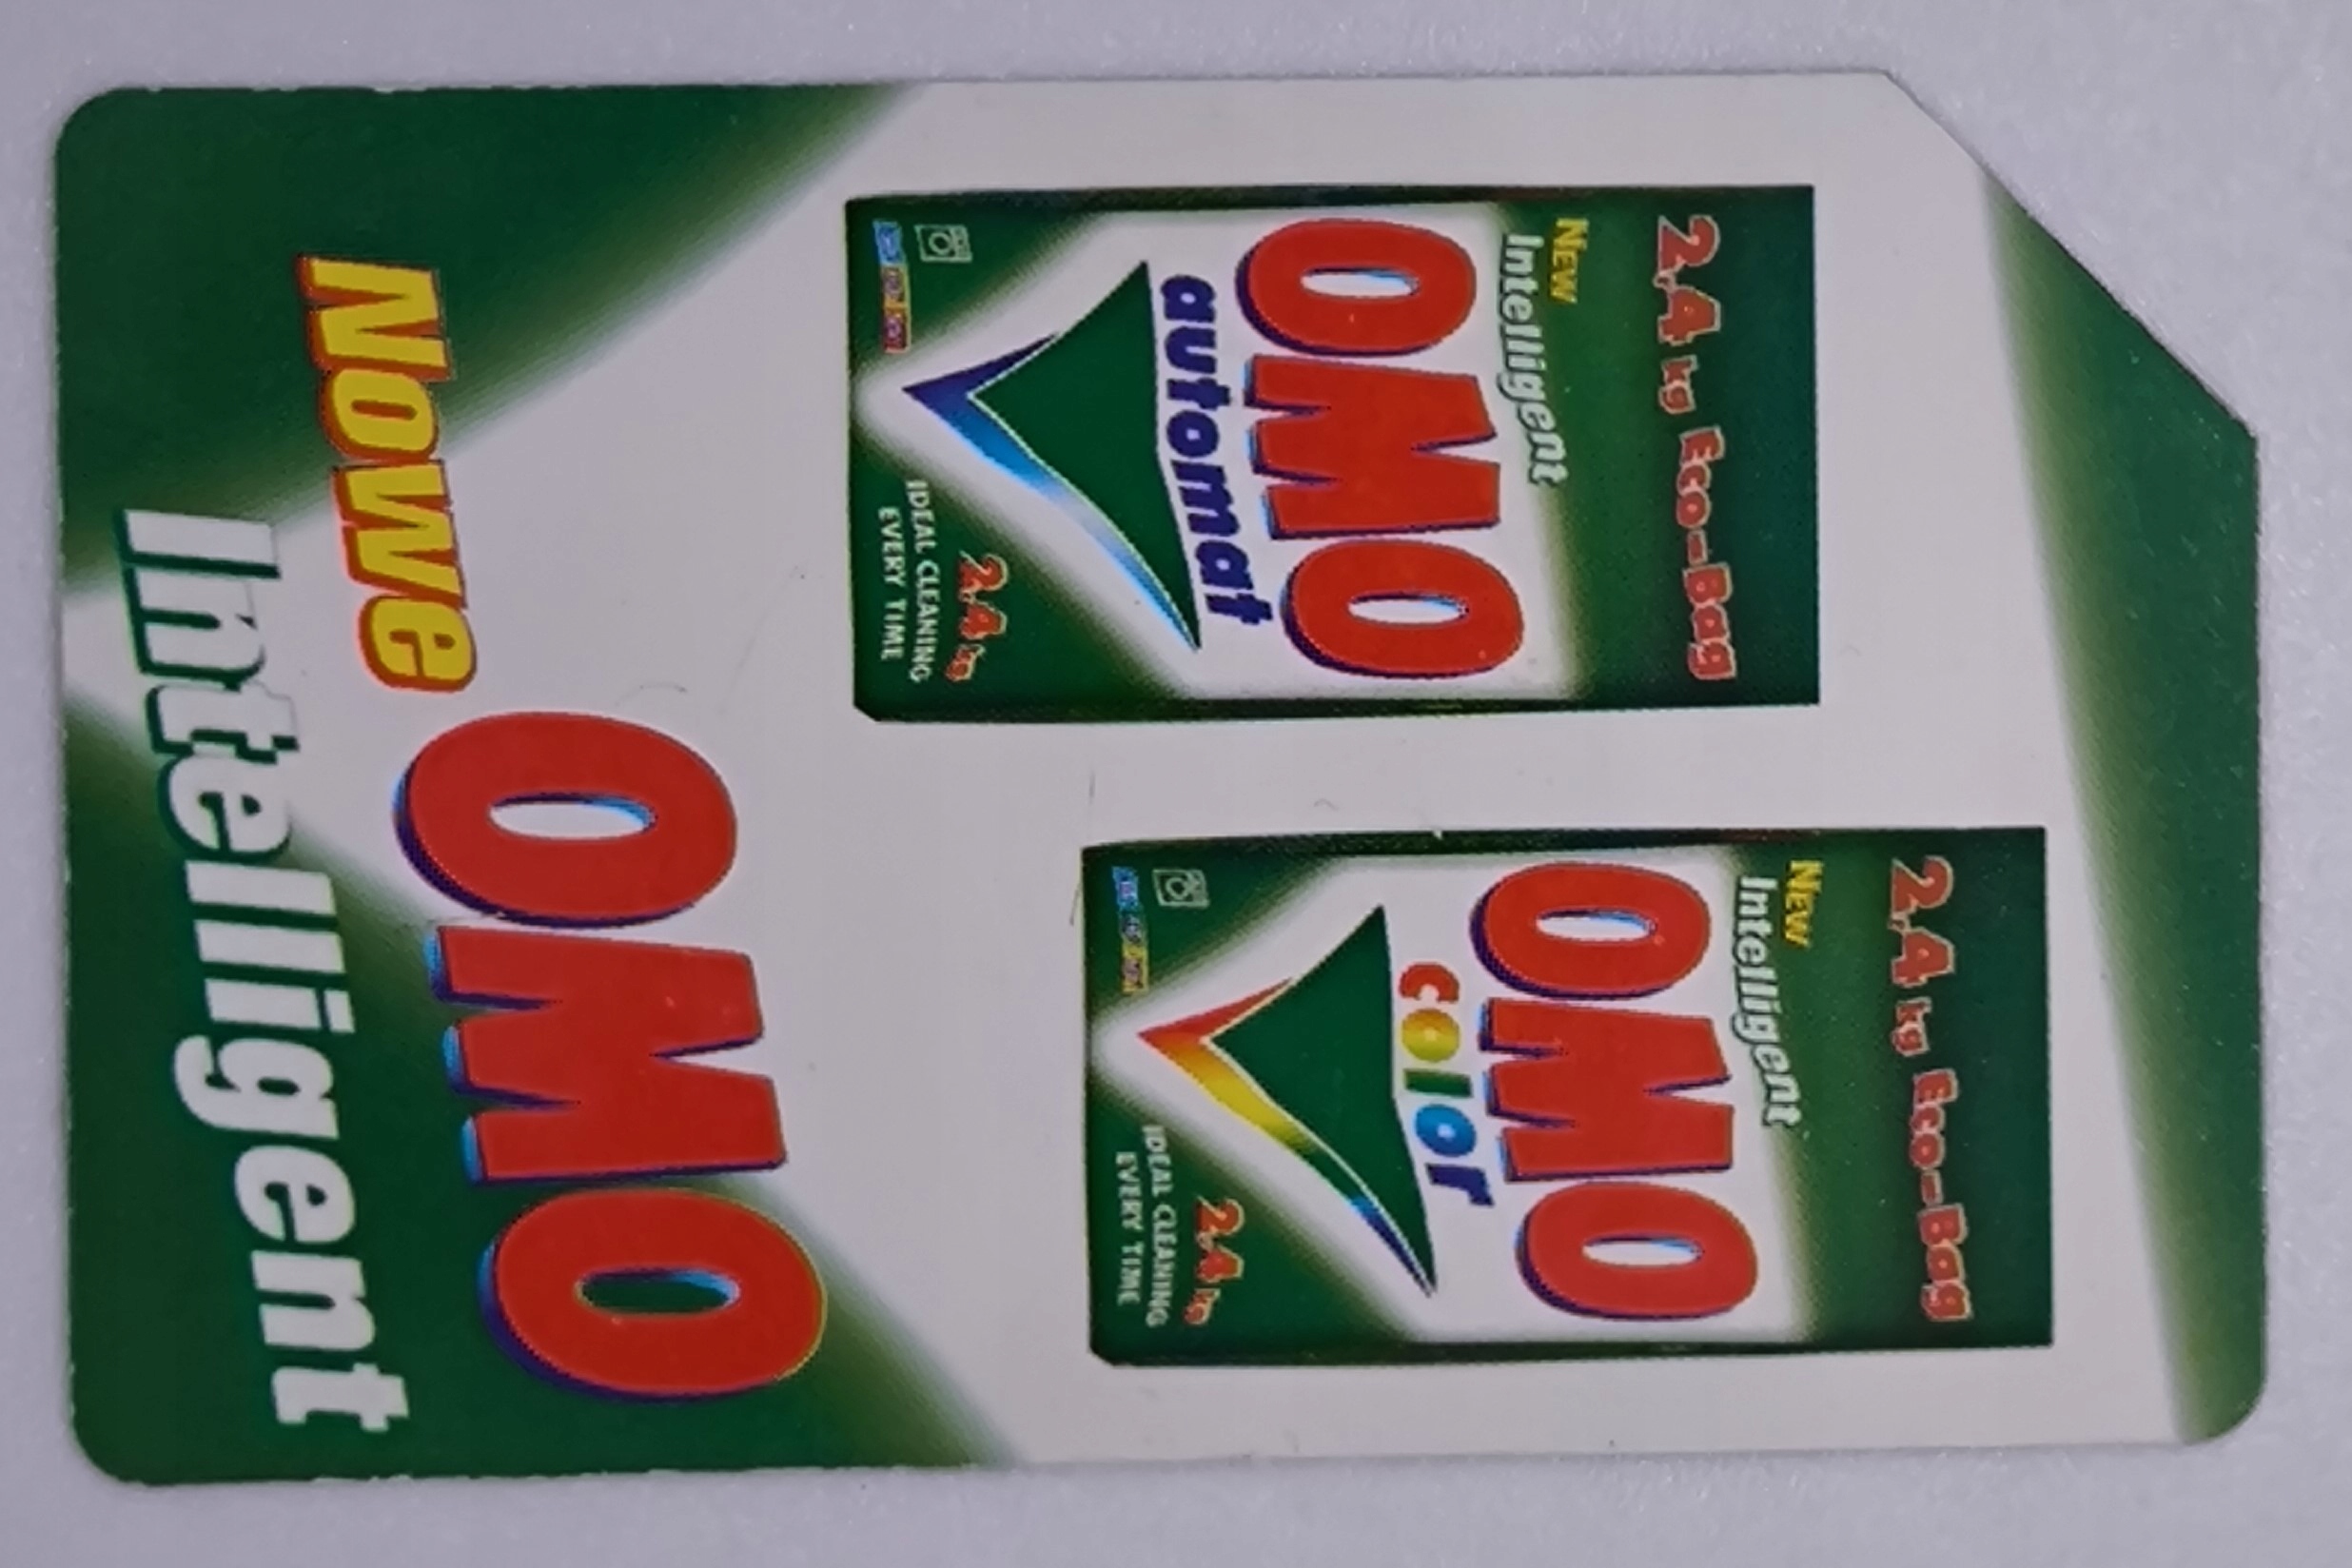 2,4 kg Eco-Bag
New
Intelligent
OMO
automat
2,4 kg
IDEAL CLEANING
EVERY TIME
2,4 kg Eco-Bag
New
Intelligent
OMO
color
2,4 kg
IDEAL CLEANING
EVERY TIME
Nowe
OMO
Intelligent